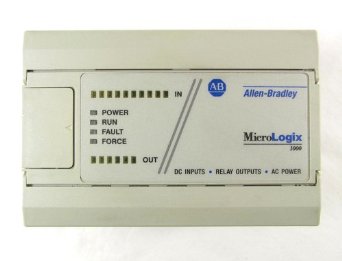 IN
AB
Allen-Bradley
POWER
RUN
FAULT
FORCE
MicroLogix
1000
OUT
DC INPUTS • RELAY OUTPUTS • AC POWER